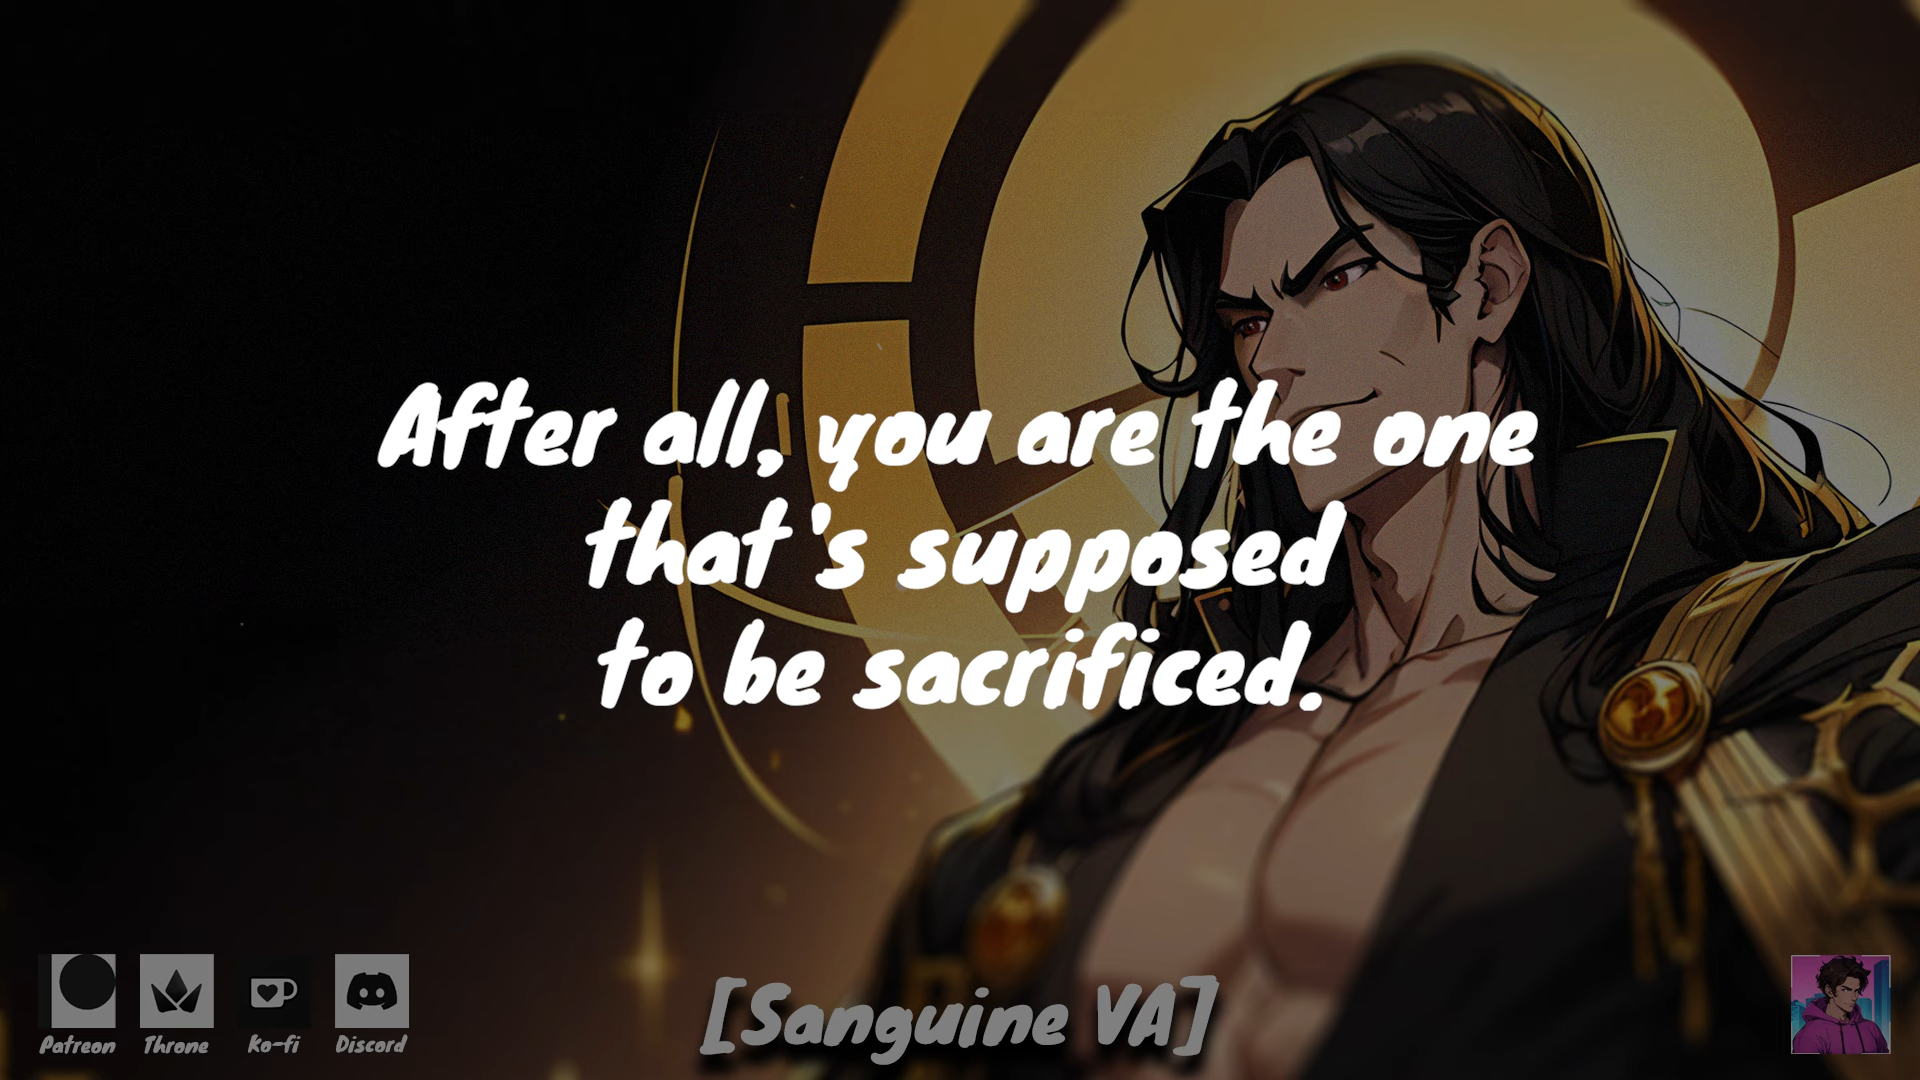 After all, you are the one
that's supposed
to be sacrificed.
Patreon Throne Ko-fi Discord
[Sanguine VA]